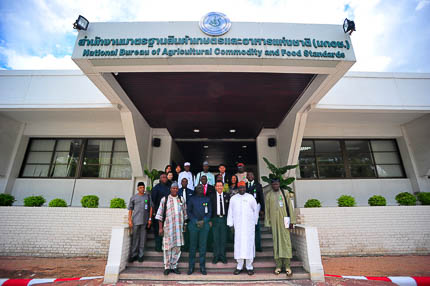 สำนักงานมาตรฐานสินค้าเกษตรและอาหารแห่งชาติ (มกอช.)
National Bureau of Agricultural Commodity and Food Standards